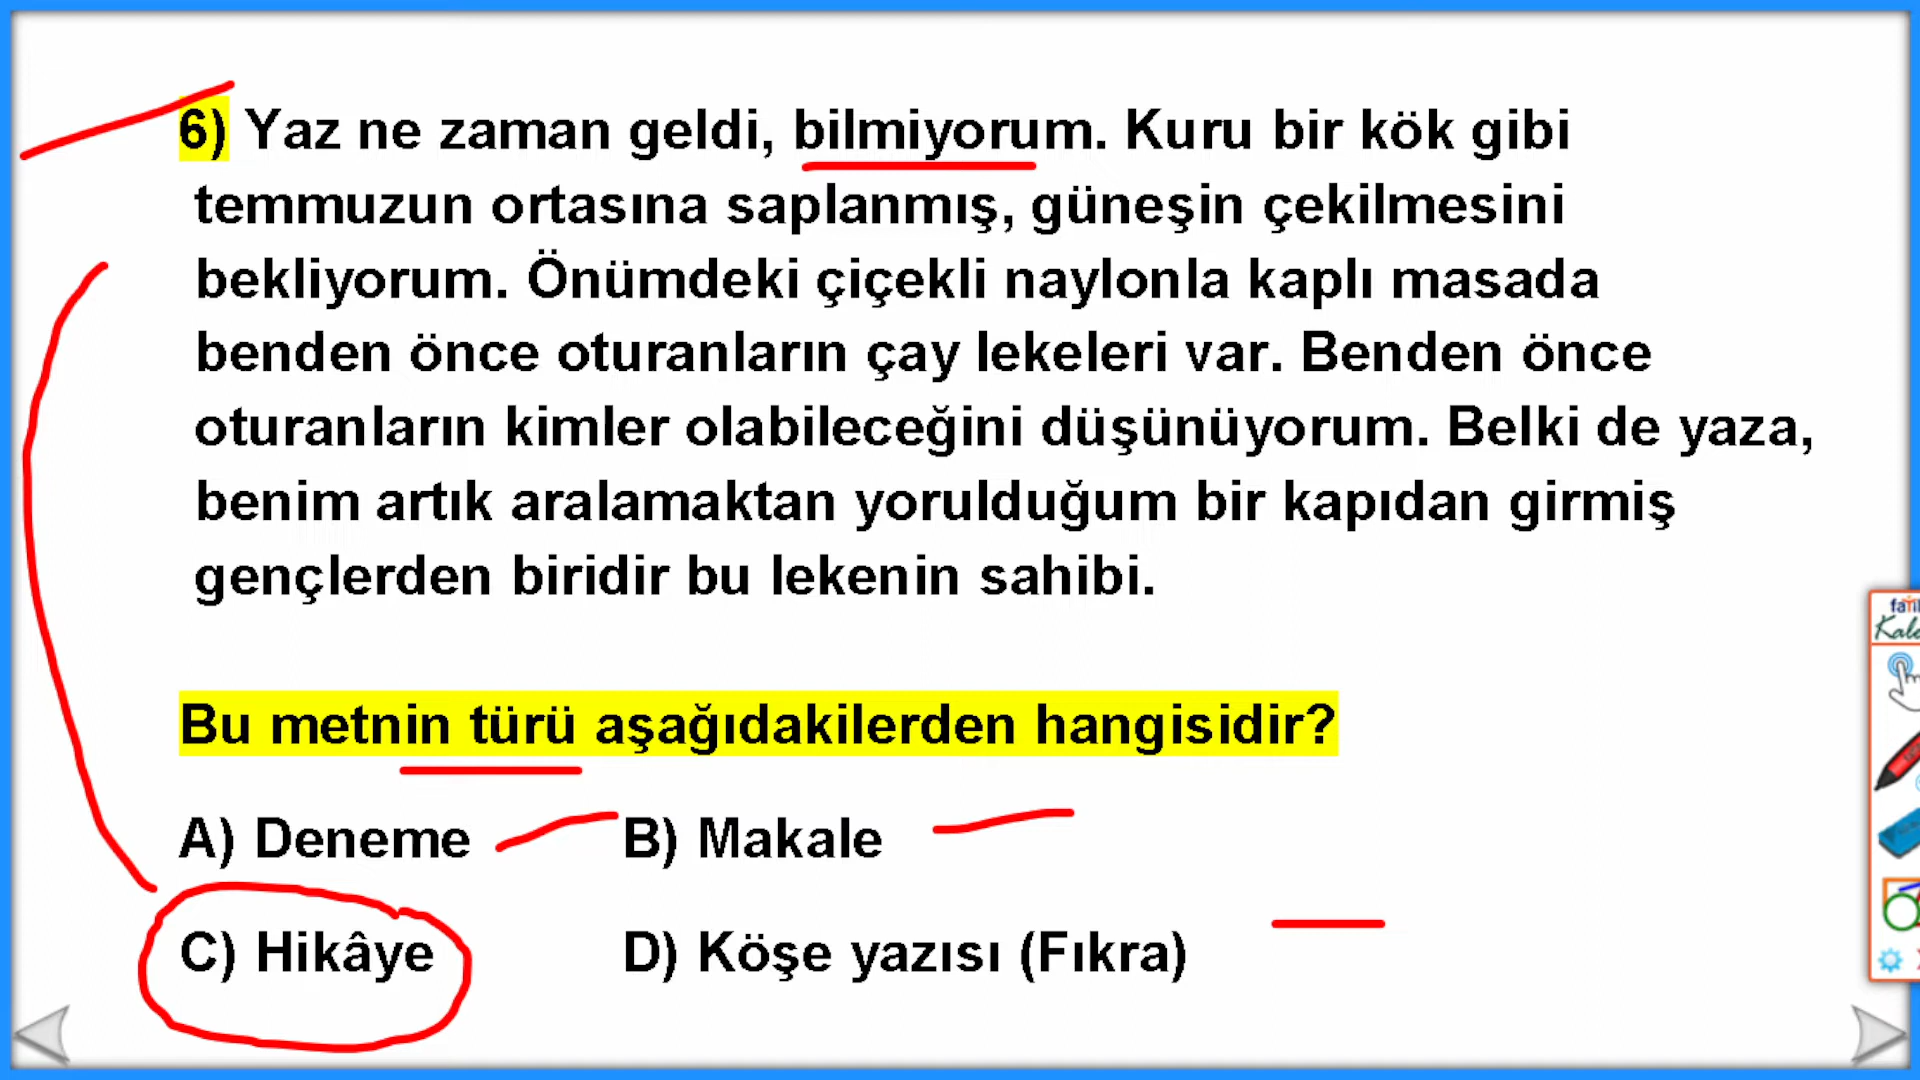 6) Yaz ne zaman geldi, bilmiyorum. Kuru bir kök gibi
temmuzun ortasına saplanmış, güneşin çekilmesini
bekliyorum. Önümdeki çiçekli naylonla kaplı masada
benden önce oturanların çay lekeleri var. Benden önce
oturanların kimler olabileceğini düşünüyorum. Belki de yaza,
benim artık aralamaktan yorulduğum bir kapıdan girmiş
gençlerden biridir bu lekenin sahibi.
Bu metnin türü aşağıdakilerden hangisidir?
A) Deneme B) Makale
C) Hikâye D) Köşe yazısı (Fıkra)